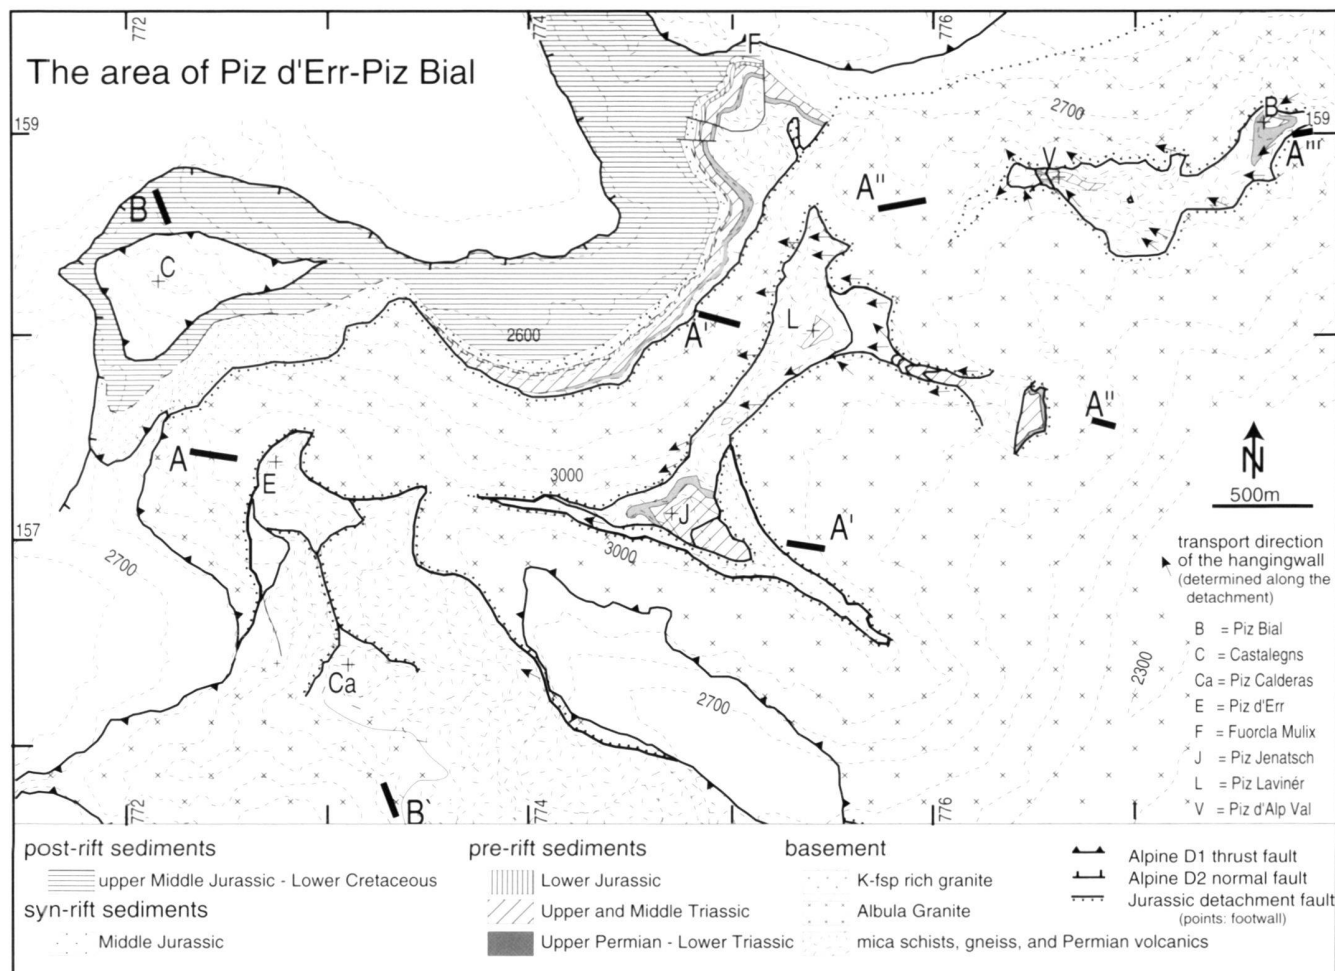 772
774
776
The area of Piz d'Err-Piz Bial
F
2700
B
159
159
A'''
V
B
A''
C
2600
A'
L
A''
A
N
E
3000
500m
J
A'
157
3000
2700
transport direction
of the hangingwall
(determined along the
detachment)
B = Piz Bial
C = Castalegns
Ca = Piz Calderas
E = Piz d'Err
F = Fuorcla Mulix
J = Piz Jenatsch
L = Piz Lavinér
V = Piz d'Alp Val
Ca
2700
2300
B`
772
774
776
post-rift sediments
upper Middle Jurassic - Lower Cretaceous
syn-rift sediments
Middle Jurassic
pre-rift sediments
Lower Jurassic
Upper and Middle Triassic
Upper Permian - Lower Triassic
basement
K-fsp rich granite
Albula Granite
mica schists, gneiss, and Permian volcanics
Alpine D1 thrust fault
Alpine D2 normal fault
Jurassic detachment fault
(points: footwall)